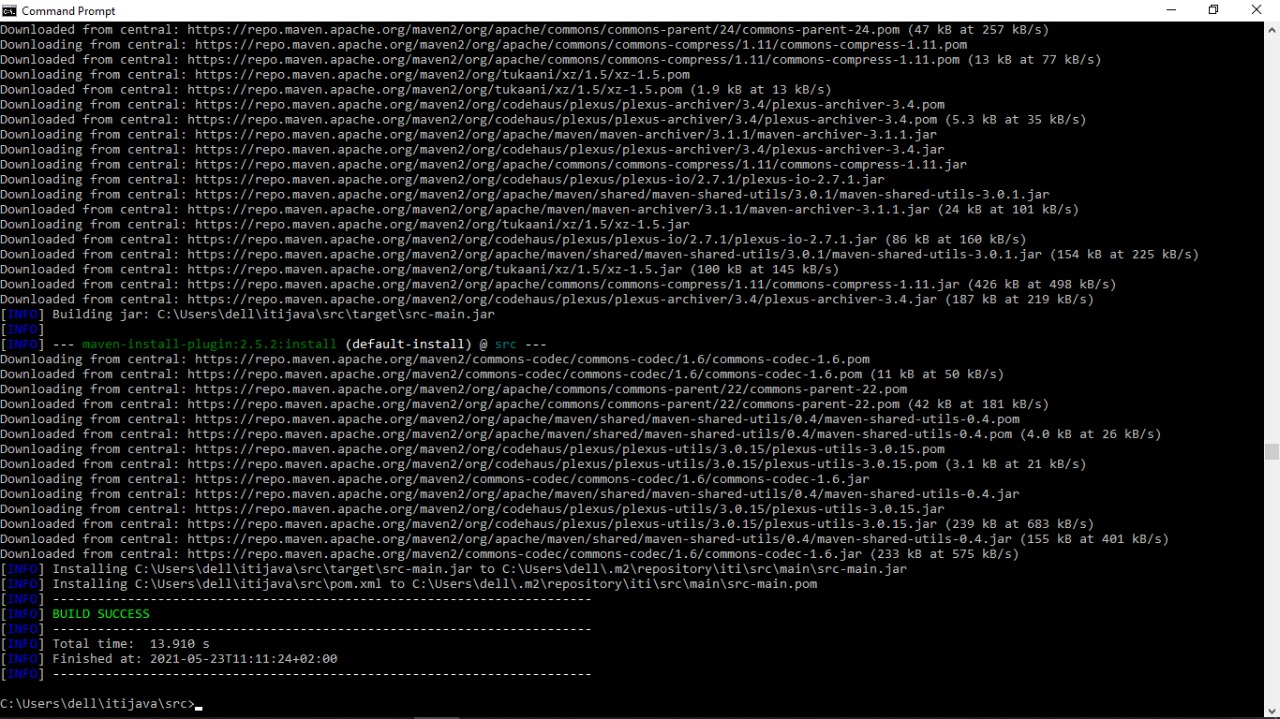 Command Prompt
Downloaded from central: https://repo.maven.apache.org/maven2/org/apache/commons/commons-parent/24/commons-parent-24.pom (47 kB at 257 kB/s)
Downloading from central: https://repo.maven.apache.org/maven2/org/apache/commons/commons-compress/1.11/commons-compress-1.11.pom
Downloaded from central: https://repo.maven.apache.org/maven2/org/apache/commons/commons-compress/1.11/commons-compress-1.11.pom (13 kB at 77 kB/s)
Downloading from central: https://repo.maven.apache.org/maven2/org/tukaani/xz/1.5/xz-1.5.pom
Downloaded from central: https://repo.maven.apache.org/maven2/org/tukaani/xz/1.5/xz-1.5.pom (1.9 kB at 13 kB/s)
Downloading from central: https://repo.maven.apache.org/maven2/org/codehaus/plexus/plexus-archiver/3.4/plexus-archiver-3.4.pom
Downloaded from central: https://repo.maven.apache.org/maven2/org/codehaus/plexus/plexus-archiver/3.4/plexus-archiver-3.4.pom (5.3 kB at 35 kB/s)
Downloading from central: https://repo.maven.apache.org/maven2/org/apache/maven/maven-archiver/3.1.1/maven-archiver-3.1.1.jar
Downloading from central: https://repo.maven.apache.org/maven2/org/codehaus/plexus/plexus-archiver/3.4/plexus-archiver-3.4.jar
Downloading from central: https://repo.maven.apache.org/maven2/org/apache/commons/commons-compress/1.11/commons-compress-1.11.jar
Downloading from central: https://repo.maven.apache.org/maven2/org/codehaus/plexus/plexus-io/2.7.1/plexus-io-2.7.1.jar
Downloading from central: https://repo.maven.apache.org/maven2/org/apache/maven/shared/maven-shared-utils/3.0.1/maven-shared-utils-3.0.1.jar
Downloaded from central: https://repo.maven.apache.org/maven2/org/apache/maven/maven-archiver/3.1.1/maven-archiver-3.1.1.jar (24 kB at 101 kB/s)
Downloading from central: https://repo.maven.apache.org/maven2/org/tukaani/xz/1.5/xz-1.5.jar
Downloaded from central: https://repo.maven.apache.org/maven2/org/codehaus/plexus/plexus-io/2.7.1/plexus-io-2.7.1.jar (86 kB at 160 kB/s)
Downloaded from central: https://repo.maven.apache.org/maven2/org/apache/maven/shared/maven-shared-utils/3.0.1/maven-shared-utils-3.0.1.jar (154 kB at 225 kB/s)
Downloaded from central: https://repo.maven.apache.org/maven2/org/tukaani/xz/1.5/xz-1.5.jar (100 kB at 145 kB/s)
Downloaded from central: https://repo.maven.apache.org/maven2/org/apache/commons/commons-compress/1.11/commons-compress-1.11.jar (426 kB at 498 kB/s)
Downloaded from central: https://repo.maven.apache.org/maven2/org/codehaus/plexus/plexus-archiver/3.4/plexus-archiver-3.4.jar (187 kB at 219 kB/s)
[INFO] Building jar: C:\Users\dell\itijava\src\target\src-main.jar
[INFO]
[INFO] --- maven-install-plugin:2.5.2:install (default-install) @ src ---
Downloading from central: https://repo.maven.apache.org/maven2/commons-codec/commons-codec/1.6/commons-codec-1.6.pom
Downloaded from central: https://repo.maven.apache.org/maven2/commons-codec/commons-codec/1.6/commons-codec-1.6.pom (11 kB at 50 kB/s)
Downloading from central: https://repo.maven.apache.org/maven2/org/apache/commons/commons-parent/22/commons-parent-22.pom
Downloaded from central: https://repo.maven.apache.org/maven2/org/apache/commons/commons-parent/22/commons-parent-22.pom (42 kB at 181 kB/s)
Downloading from central: https://repo.maven.apache.org/maven2/org/apache/maven/shared/maven-shared-utils/0.4/maven-shared-utils-0.4.pom
Downloaded from central: https://repo.maven.apache.org/maven2/org/apache/maven/shared/maven-shared-utils/0.4/maven-shared-utils-0.4.pom (4.0 kB at 26 kB/s)
Downloading from central: https://repo.maven.apache.org/maven2/org/codehaus/plexus/plexus-utils/3.0.15/plexus-utils-3.0.15.pom
Downloaded from central: https://repo.maven.apache.org/maven2/org/codehaus/plexus/plexus-utils/3.0.15/plexus-utils-3.0.15.pom (3.1 kB at 21 kB/s)
Downloading from central: https://repo.maven.apache.org/maven2/commons-codec/commons-codec/1.6/commons-codec-1.6.jar
Downloading from central: https://repo.maven.apache.org/maven2/org/apache/maven/shared/maven-shared-utils/0.4/maven-shared-utils-0.4.jar
Downloading from central: https://repo.maven.apache.org/maven2/org/codehaus/plexus/plexus-utils/3.0.15/plexus-utils-3.0.15.jar
Downloaded from central: https://repo.maven.apache.org/maven2/org/codehaus/plexus/plexus-utils/3.0.15/plexus-utils-3.0.15.jar (239 kB at 683 kB/s)
Downloaded from central: https://repo.maven.apache.org/maven2/org/apache/maven/shared/maven-shared-utils/0.4/maven-shared-utils-0.4.jar (155 kB at 401 kB/s)
Downloaded from central: https://repo.maven.apache.org/maven2/commons-codec/commons-codec/1.6/commons-codec-1.6.jar (233 kB at 575 kB/s)
[INFO] Installing C:\Users\dell\itijava\src\target\src-main.jar to C:\Users\dell\.m2\repository\iti\src\main\src-main.jar
[INFO] Installing C:\Users\dell\itijava\src\pom.xml to C:\Users\dell\.m2\repository\iti\src\main\src-main.pom
[INFO] ------------------------------------------------------------------------
[INFO] BUILD SUCCESS
[INFO] ------------------------------------------------------------------------
[INFO] Total time:  13.910 s
[INFO] Finished at: 2021-05-23T11:11:24+02:00
[INFO] ------------------------------------------------------------------------
C:\Users\dell\itijava\src>